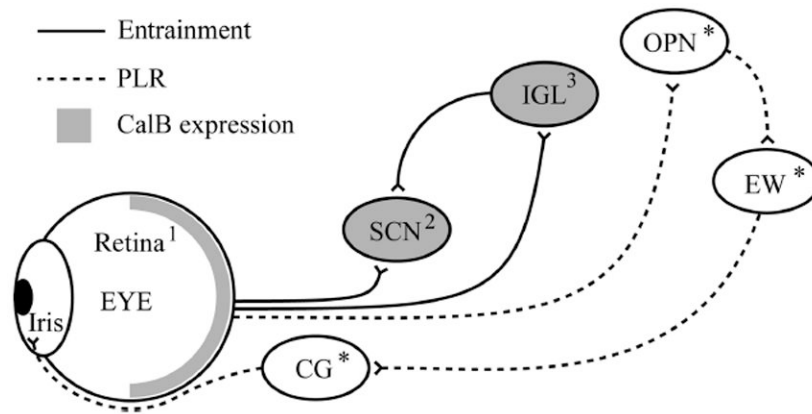 Entrainment
PLR
CalB expression
OPN*
IGL³
EW*
SCN²
Retina¹
EYE
Iris
CG*